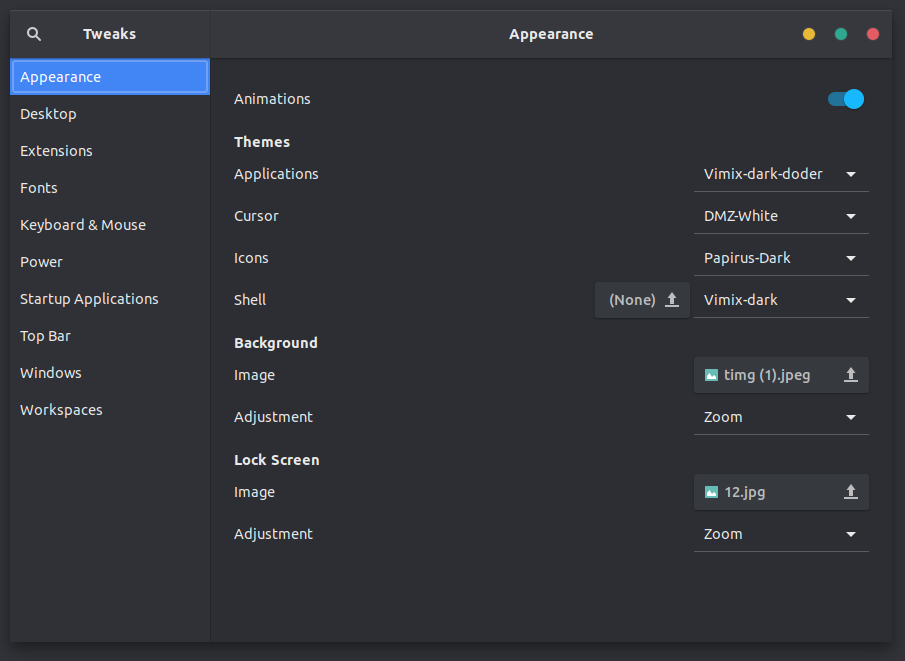 Tweaks
Appearance
Appearance
Desktop
Extensions
Fonts
Keyboard & Mouse
Power
Startup Applications
Top Bar
Windows
Workspaces
Animations
Themes
Applications Vimix-dark-doder
Cursor DMZ-White
Icons Papirus-Dark
Shell (None) Vimix-dark
Background
Image timg (1).jpeg
Adjustment Zoom
Lock Screen
Image 12.jpg
Adjustment Zoom